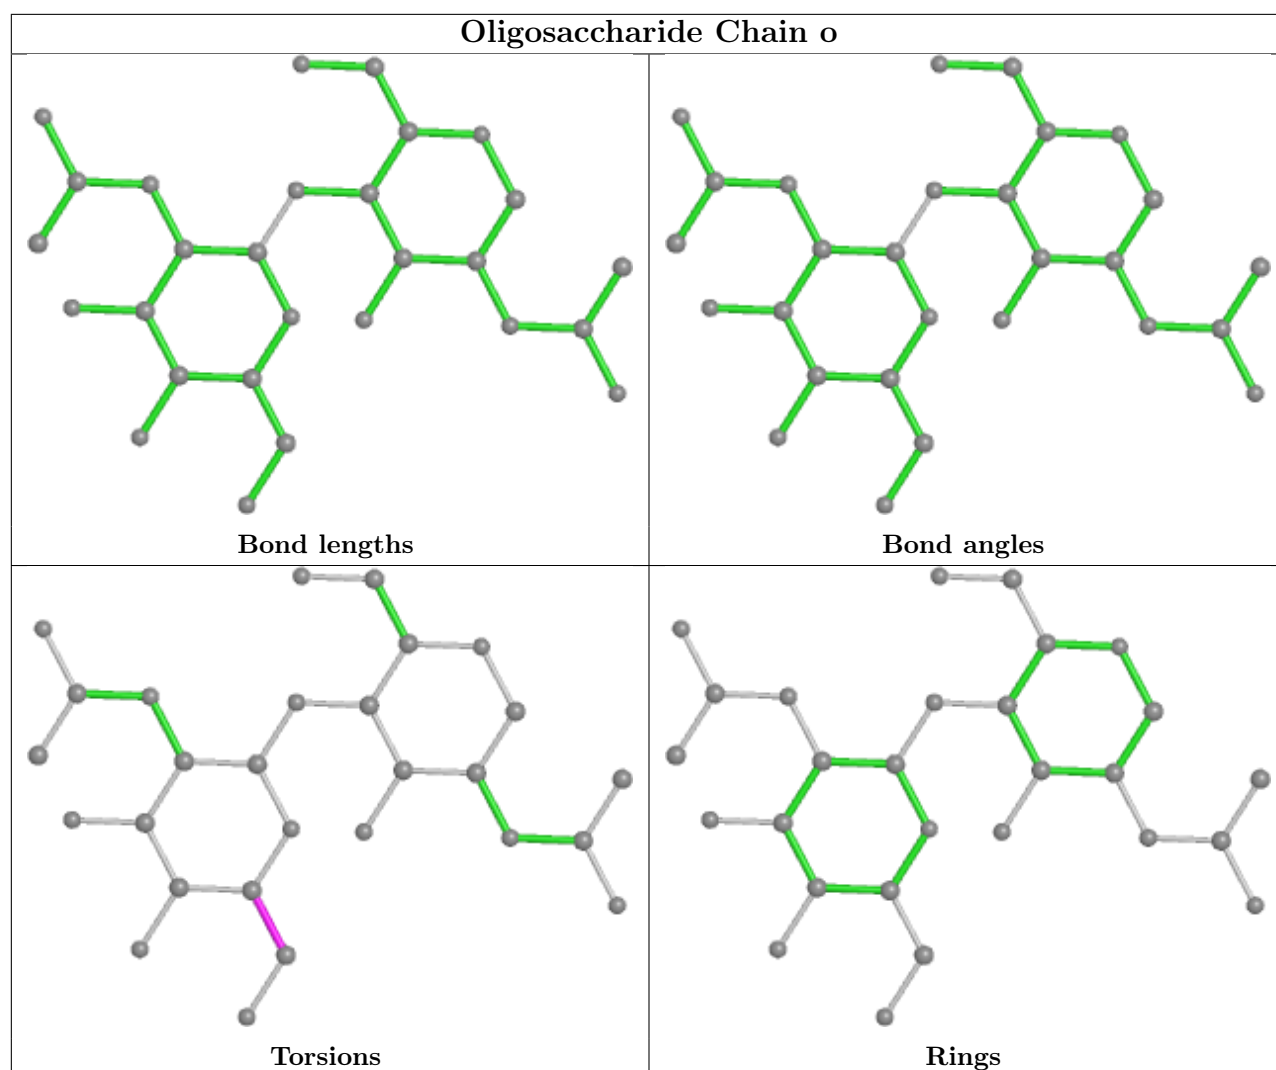 Oligosaccharide Chain o
Bond lengths
Bond angles
Torsions
Rings